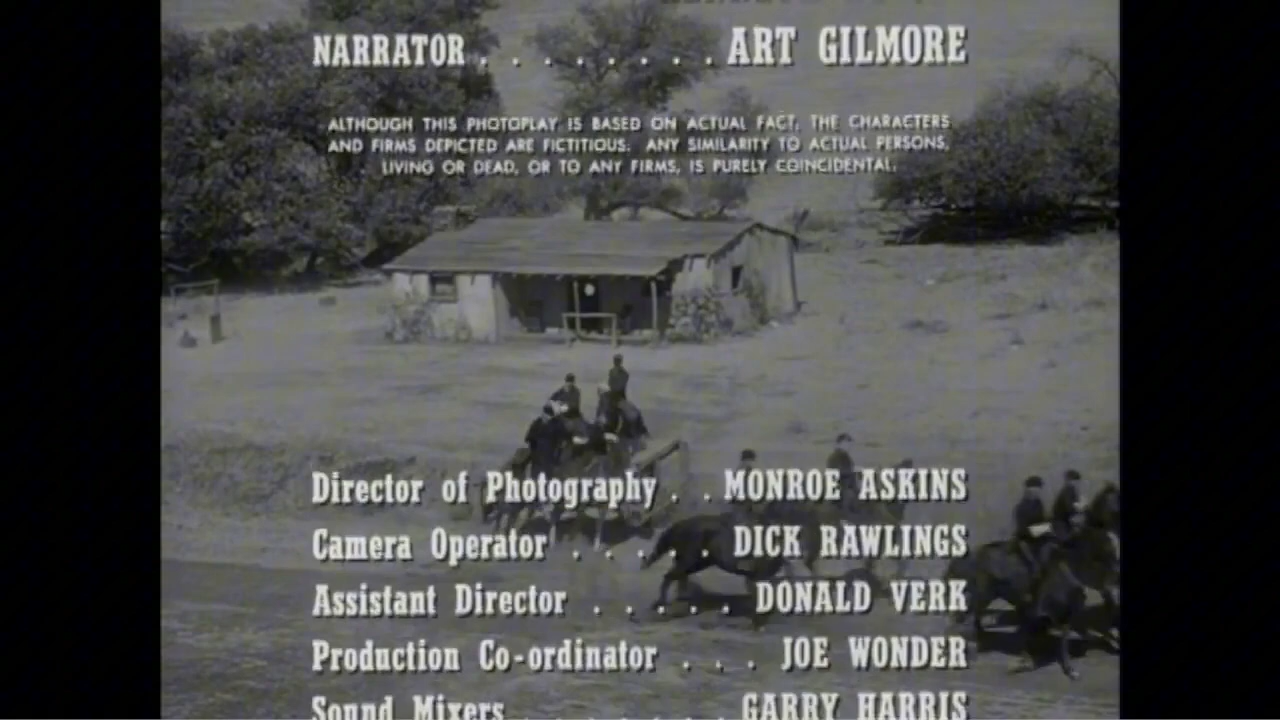 NARRATOR . . . . . . . . ART GILMORE
ALTHOUGH THIS PHOTOPLAY IS BASED ON ACTUAL FACT, THE CHARACTERS
AND FIRMS DEPICTED ARE FICTITIOUS. ANY SIMILARITY TO ACTUAL PERSONS,
LIVING OR DEAD, OR TO ANY FIRMS, IS PURELY COINCIDENTAL.
Director of Photography . . MONROE ASKINS
Camera Operator . . . . . DICK RAWLINGS
Assistant Director . . . . . DONALD VERK
Production Co-ordinator . . . JOE WONDER
Sound Mixers . . . . . . . GARRY HARRIS